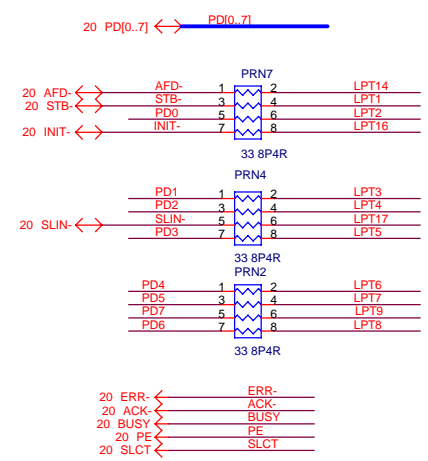 20 PD[0..7] PD[0..7]
PRN7
20 AFD- AFD- 1 2 LPT14
20 STB- STB- 3 4 LPT1
PD0 5 6 LPT2
20 INIT- INIT- 7 8 LPT16
33 8P4R
PRN4
PD1 1 2 LPT3
PD2 3 4 LPT4
20 SLIN- SLIN- 5 6 LPT17
PD3 7 8 LPT5
33 8P4R
PRN2
PD4 1 2 LPT6
PD5 3 4 LPT7
PD7 5 6 LPT9
PD6 7 8 LPT8
33 8P4R
20 ERR- ERR-
20 ACK- ACK-
20 BUSY BUSY
20 PE PE
20 SLCT SLCT